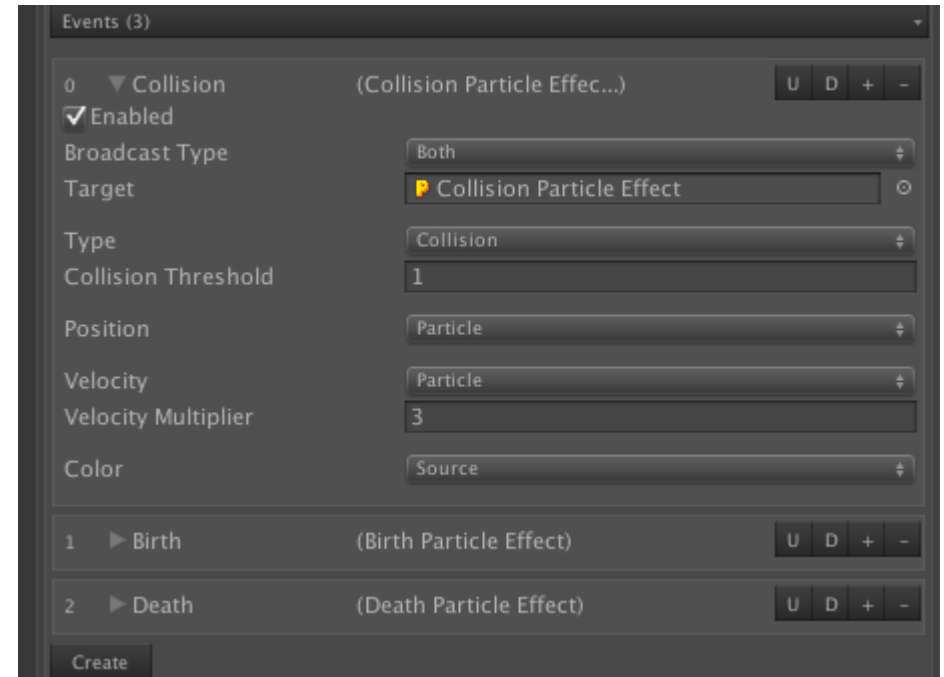 Events (3)
0 Collision (Collision Particle Effec...) U D + -
Enabled
Broadcast Type Both
Target Collision Particle Effect
Type Collision
Collision Threshold 1
Position Particle
Velocity Particle
Velocity Multiplier 3
Color Source
1 Birth (Birth Particle Effect) U D + -
2 Death (Death Particle Effect) U D + -
Create